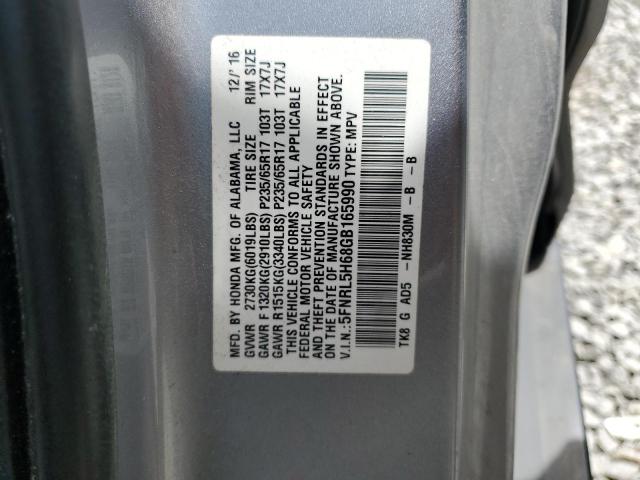 MFD. BY HONDA MFG. OF ALABAMA, LLC 12/ 16
GVWR 2730KG(6019LBS) TIRE SIZE RIM SIZE
GAWR F 1320KG(2910LBS) P235/65R17 103T 17X7J
GAWR R1515KG(3340LBS) P235/65R17 103T 17X7J
THIS VEHICLE CONFORMS TO ALL APPLICABLE
FEDERAL MOTOR VEHICLE SAFETY
AND THEFT PREVENTION STANDARDS IN EFFECT
ON THE DATE OF MANUFACTURE SHOWN ABOVE.
V.I.N.: 5FNRL5H68GB165990 TYPE: MPV
TK8 G AD5 -NH830M - B - B